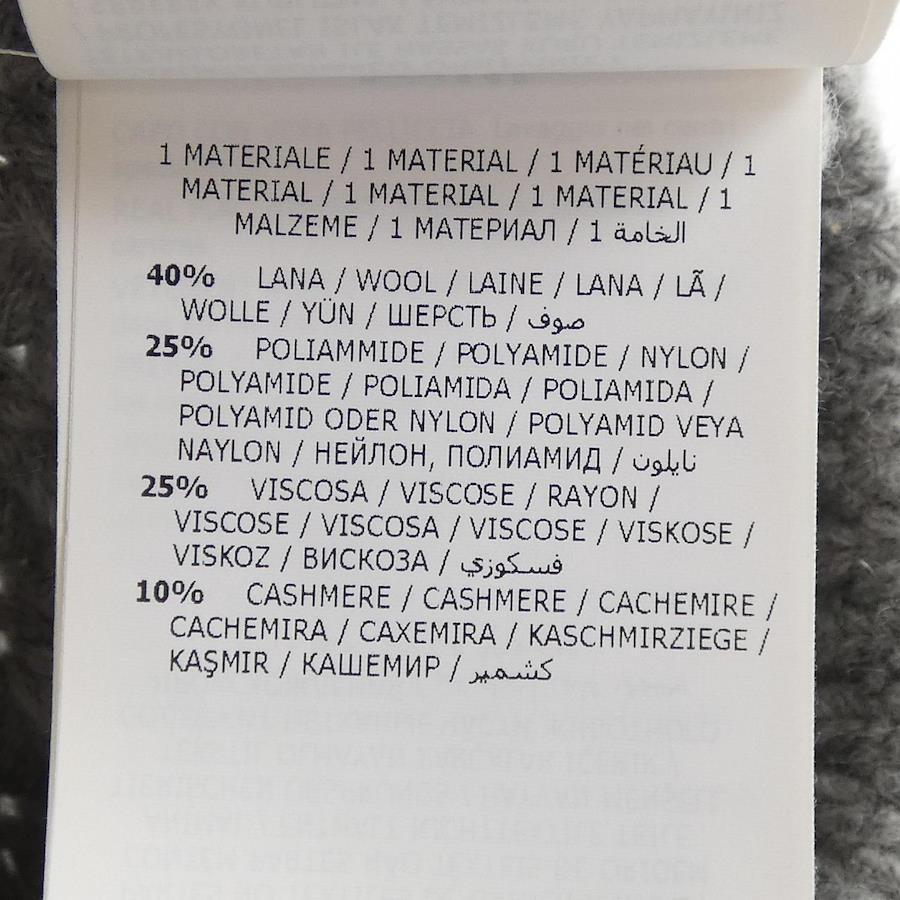 1 MATERIALE / 1 MATERIAL / 1 MATÉRIAU / 1
MATERIAL / 1 MATERIAL / 1 MATERIAL / 1
MALZEME / 1 МАТЕРИАЛ / 1 الخامة
40% LANA / WOOL / LAINE / LANA / LÃ /
WOLLE / YÜN / ШЕРСТЬ / صوف
25% POLIAMMIDE / POLYAMIDE / NYLON /
POLYAMIDE / POLIAMIDA / POLIAMIDA /
POLYAMID ODER NYLON / POLYAMID VEYA
NAYLON / НЕЙЛОН, ПОЛИАМИД / نايلون
25% VISCOSA / VISCOSE / RAYON /
VISCOSE / VISCOSA / VISCOSE / VISKOSE /
VISKOZ / ВИСКОЗА / فسكوزي
10% CASHMERE / CASHMERE / CACHEMIRE /
CACHEMIRA / CAXEMIRA / KASCHMIRZIEGE /
KAŞMIR / КАШЕМИР / كشمير